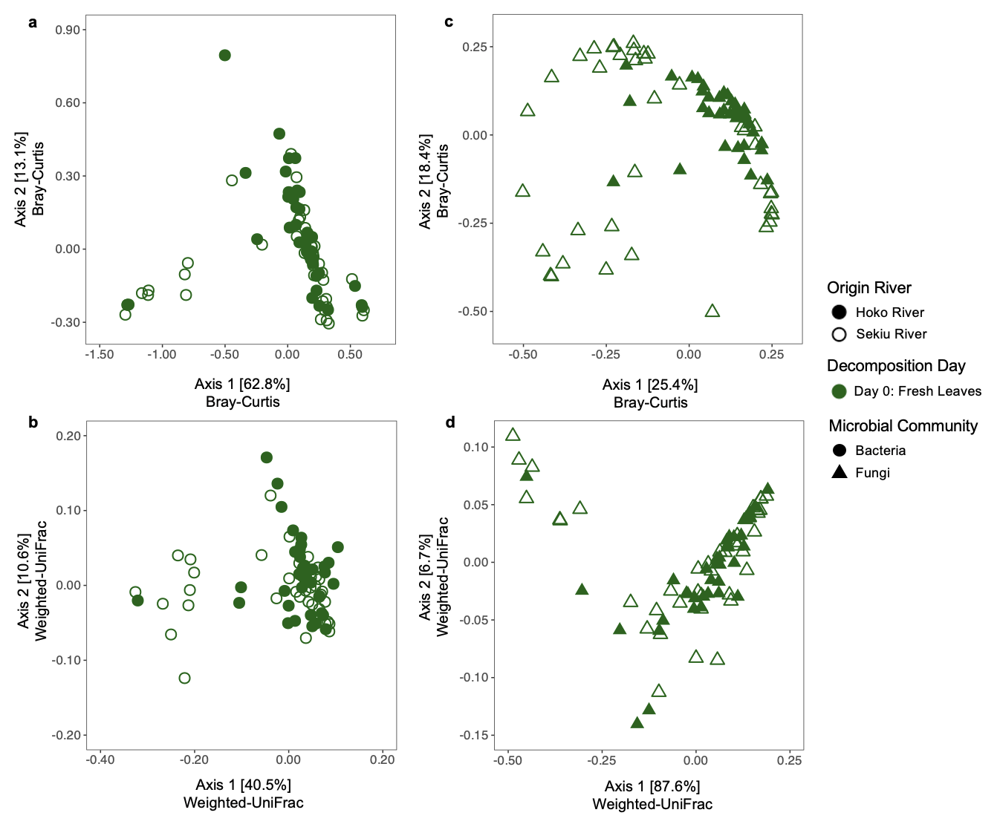 a
0.90
0.60
0.30
0.00
-0.30
Axis 2 [13.1%]
Bray-Curtis
-1.50 -1.00 -0.50 0.00 0.50
Axis 1 [62.8%]
Bray-Curtis
c
0.25
0.00
-0.25
-0.50
Axis 2 [18.4%]
Bray-Curtis
-0.50 -0.25 0.00 0.25
Axis 1 [25.4%]
Bray-Curtis
b
0.20
0.10
0.00
-0.10
-0.20
Axis 2 [10.6%]
Weighted-UniFrac
-0.40 -0.20 0.00 0.20
Axis 1 [40.5%]
Weighted-UniFrac
d
0.10
0.05
0.00
-0.05
-0.10
-0.15
Axis 2 [6.7%]
Weighted-UniFrac
-0.50 -0.25 0.00 0.25
Axis 1 [87.6%]
Weighted-UniFrac
Origin River
Hoko River
Sekiu River
Decomposition Day
Day 0: Fresh Leaves
Microbial Community
Bacteria
Fungi